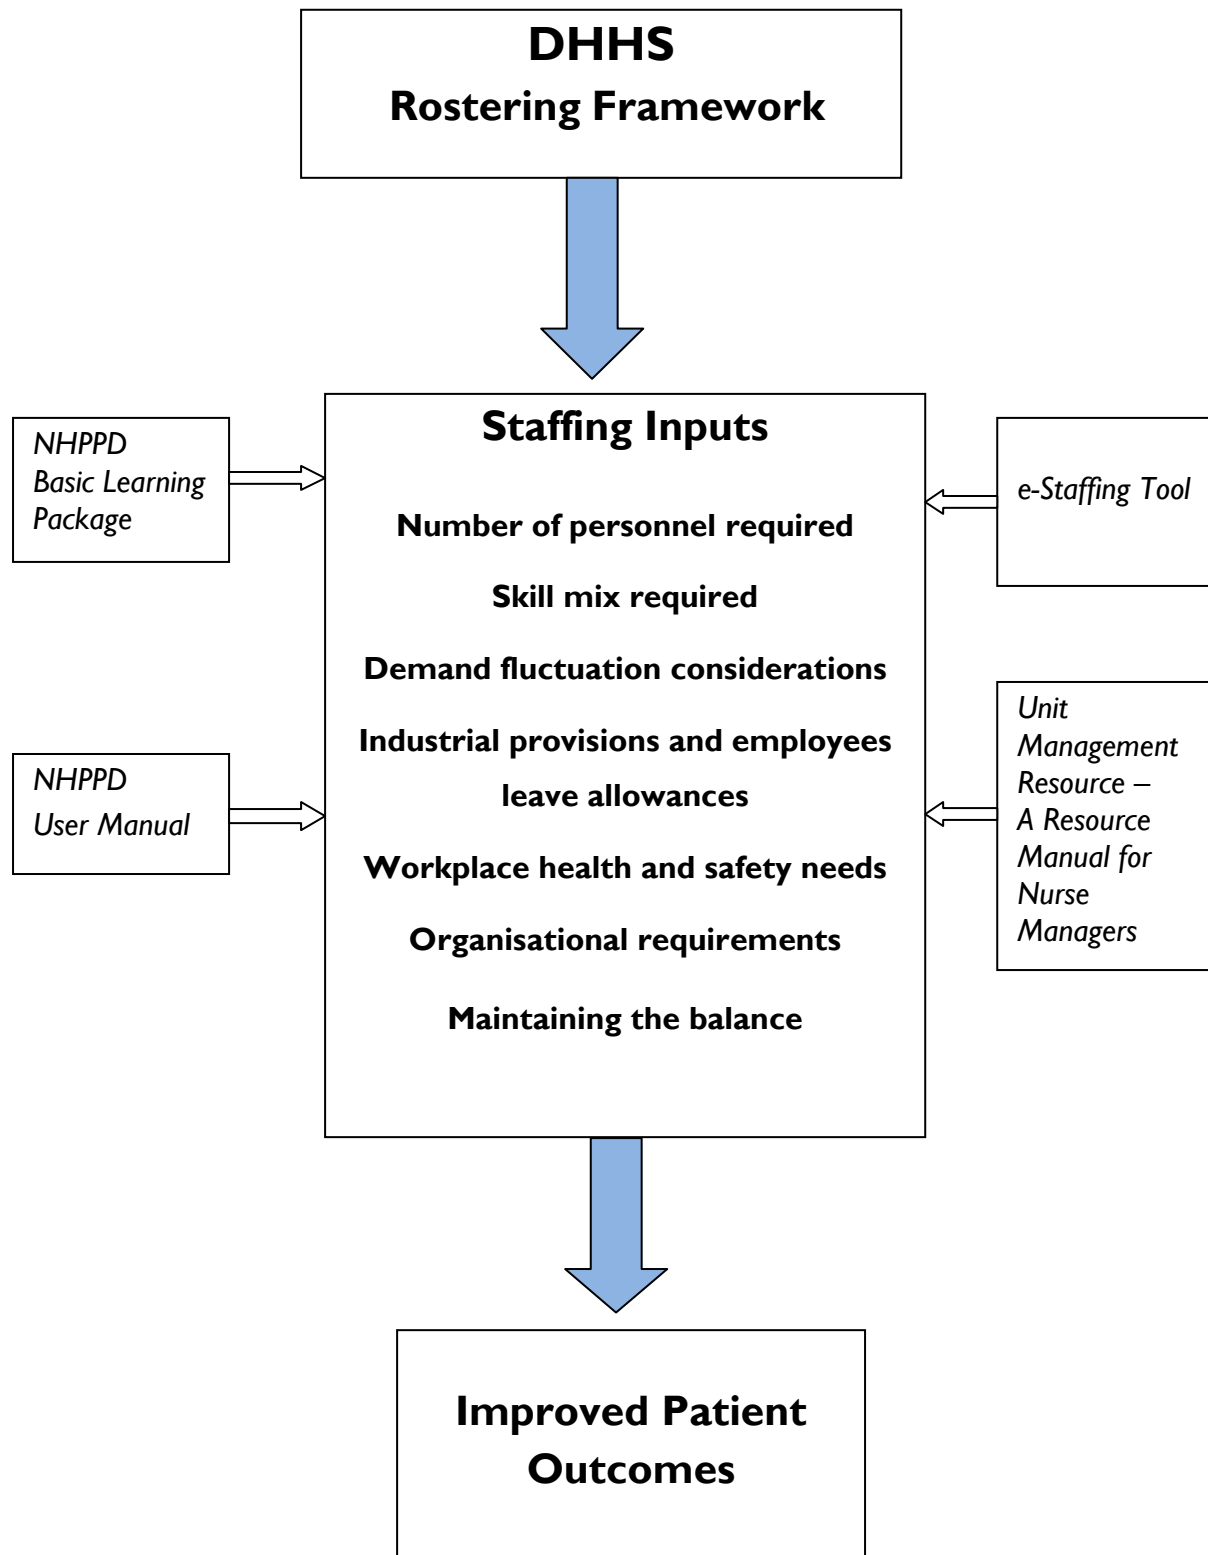 DHHS
Rostering Framework
NHPPD
Basic Learning
Package
NHPPD
User Manual
Staffing Inputs
Number of personnel required
Skill mix required
Demand fluctuation considerations
Industrial provisions and employees
leave allowances
Workplace health and safety needs
Organisational requirements
Maintaining the balance
e-Staffing Tool
Unit
Management
Resource –
A Resource
Manual for
Nurse
Managers
Improved Patient
Outcomes